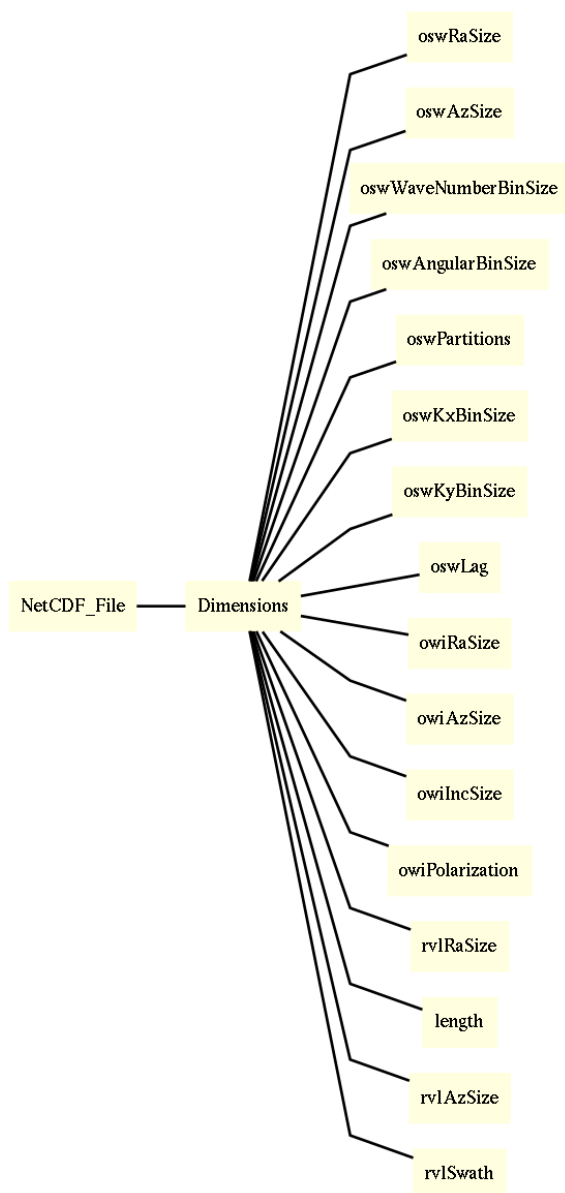 oswRaSize
oswAzSize
oswWaveNumberBinSize
oswAngularBinSize
oswPartitions
oswKxBinSize
oswKyBinSize
oswLag
NetCDF_File
Dimensions
owiRaSize
owiAzSize
owiIncSize
owiPolarization
rvlRaSize
length
rvlAzSize
rvlSwath